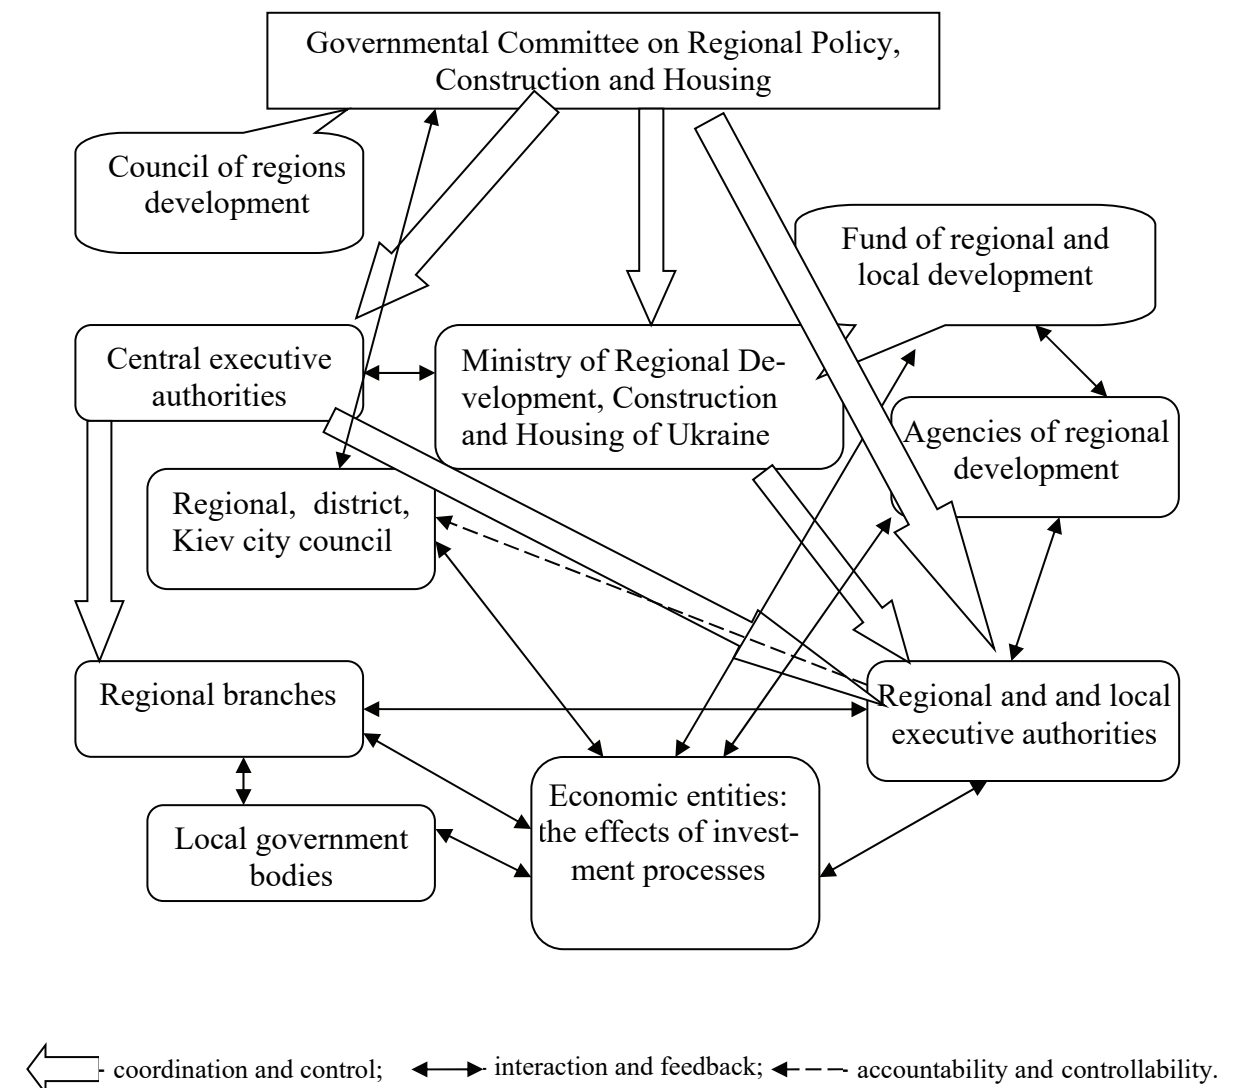 Governmental Committee on Regional Policy,
Construction and Housing
Council of regions
development
Fund of regional and
local development
Central executive
authorities
Ministry of Regional De-
velopment, Construction
and Housing of Ukraine
Agencies of regional
development
Regional, district,
Kiev city council
Regional branches
Regional and and local
executive authorities
Economic entities:
the effects of invest-
ment processes
Local government
bodies
- coordination and control; - interaction and feedback; - accountability and controllability.